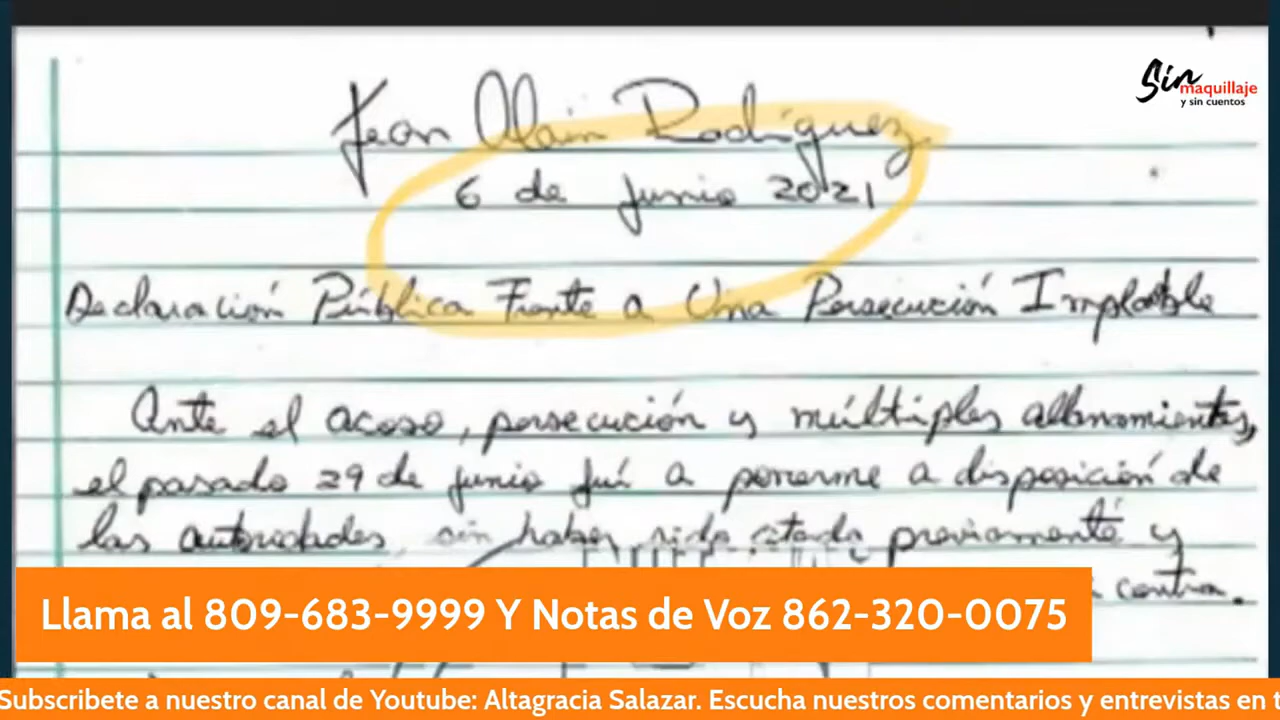 Sin
maquillaje
y sin cuentos
Jean Alain Rodríguez
6 de junio 2021
Declaración Pública Frente a Una Persecución Implacable
Ante el acoso, persecución y múltiples allanamientos,
el pasado 29 de junio fuí a ponerme a disposición de
las autoridades, sin haber sido citado previamente y
contra.
Llama al 809-683-9999 Y Notas de Voz 862-320-0075
Subscribete a nuestro canal de Youtube: Altagracia Salazar. Escucha nuestros comentarios y entrevistas en t